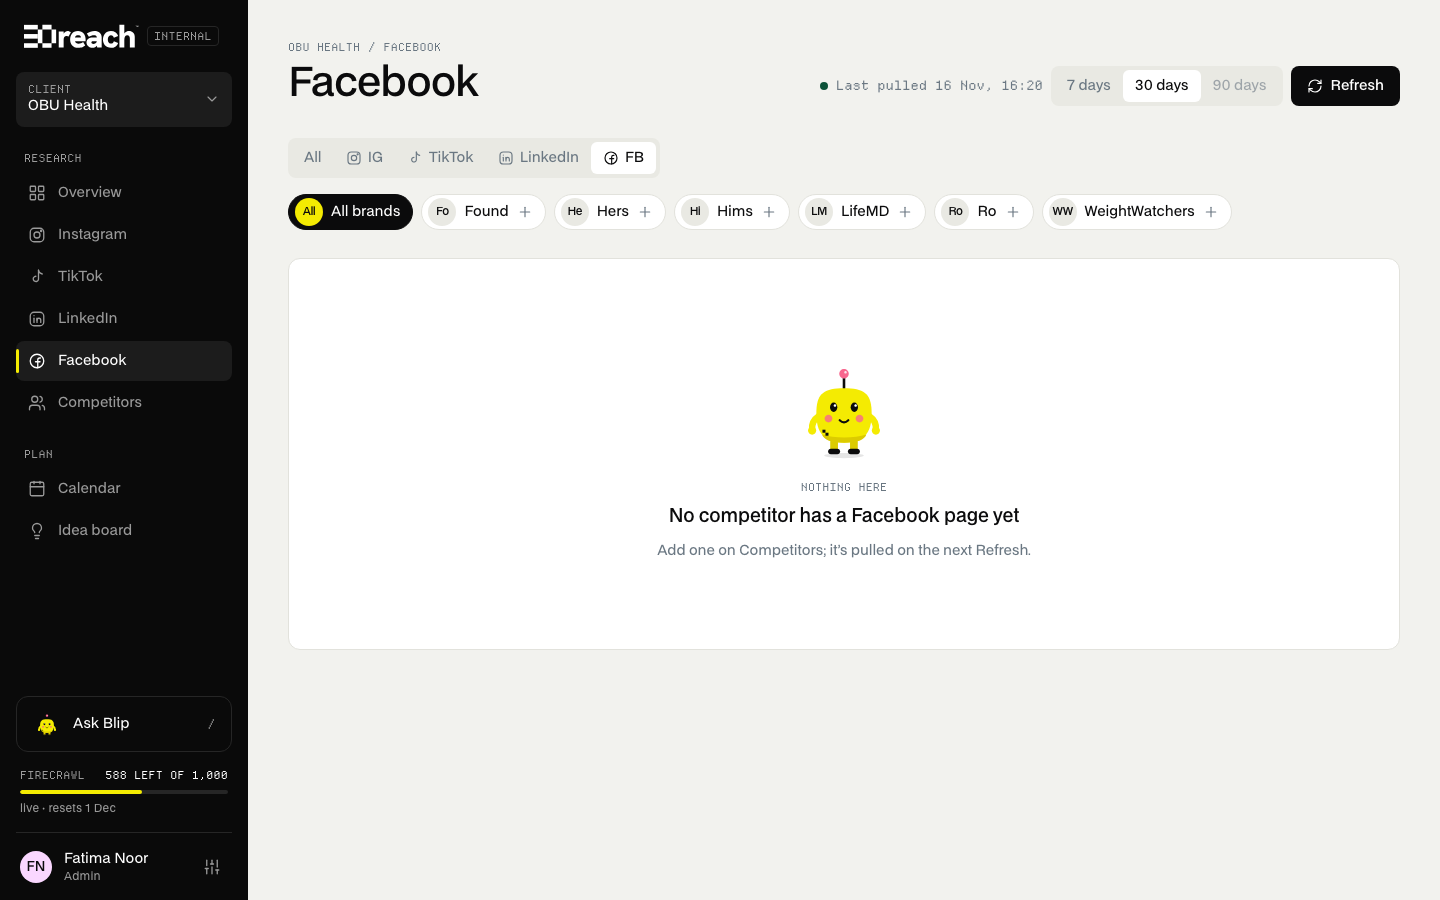 reach
INTERNAL
CLIENT
OBU Health
RESEARCH
Overview
Instagram
TikTok
LinkedIn
Facebook
Competitors
PLAN
Calendar
Idea board
Ask Blip /
FIRECRAWL 588 LEFT OF 1,000
live · resets 1 Dec
FN
Fatima Noor
Admin
OBU HEALTH / FACEBOOK
Facebook
Last pulled 16 Nov, 16:20
7 days
30 days
90 days
Refresh
All
IG
TikTok
LinkedIn
FB
All All brands
Fo Found +
He Hers +
Hi Hims +
LM LifeMD +
Ro Ro +
WW WeightWatchers +
NOTHING HERE
No competitor has a Facebook page yet
Add one on Competitors; it's pulled on the next Refresh.